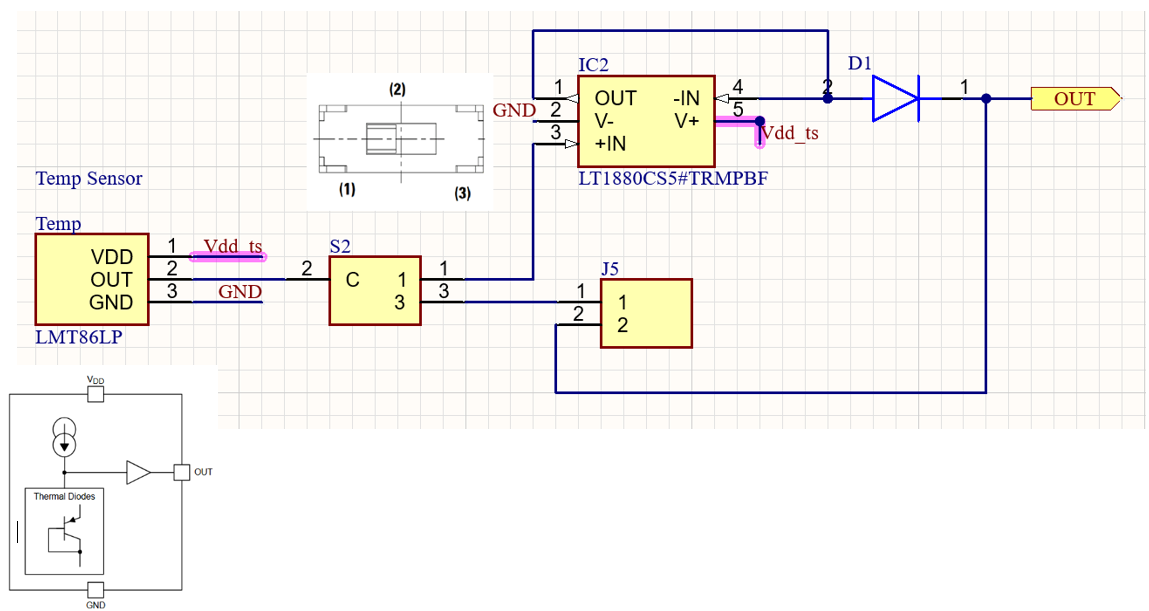 IC2
D1
1
OUT
-IN
4
2
1
OUT
GND
2
V-
V+
5
Vdd_ts
3
+IN
LT1880CS5#TRMPBF
(2)
(1)
(3)
Temp Sensor
Temp
VDD
1
Vdd_ts
OUT
2
GND
3
GND
LMT86LP
S2
2
C
1
1
3
3
J5
1
1
2
2
VDD
OUT
Thermal Diodes
GND